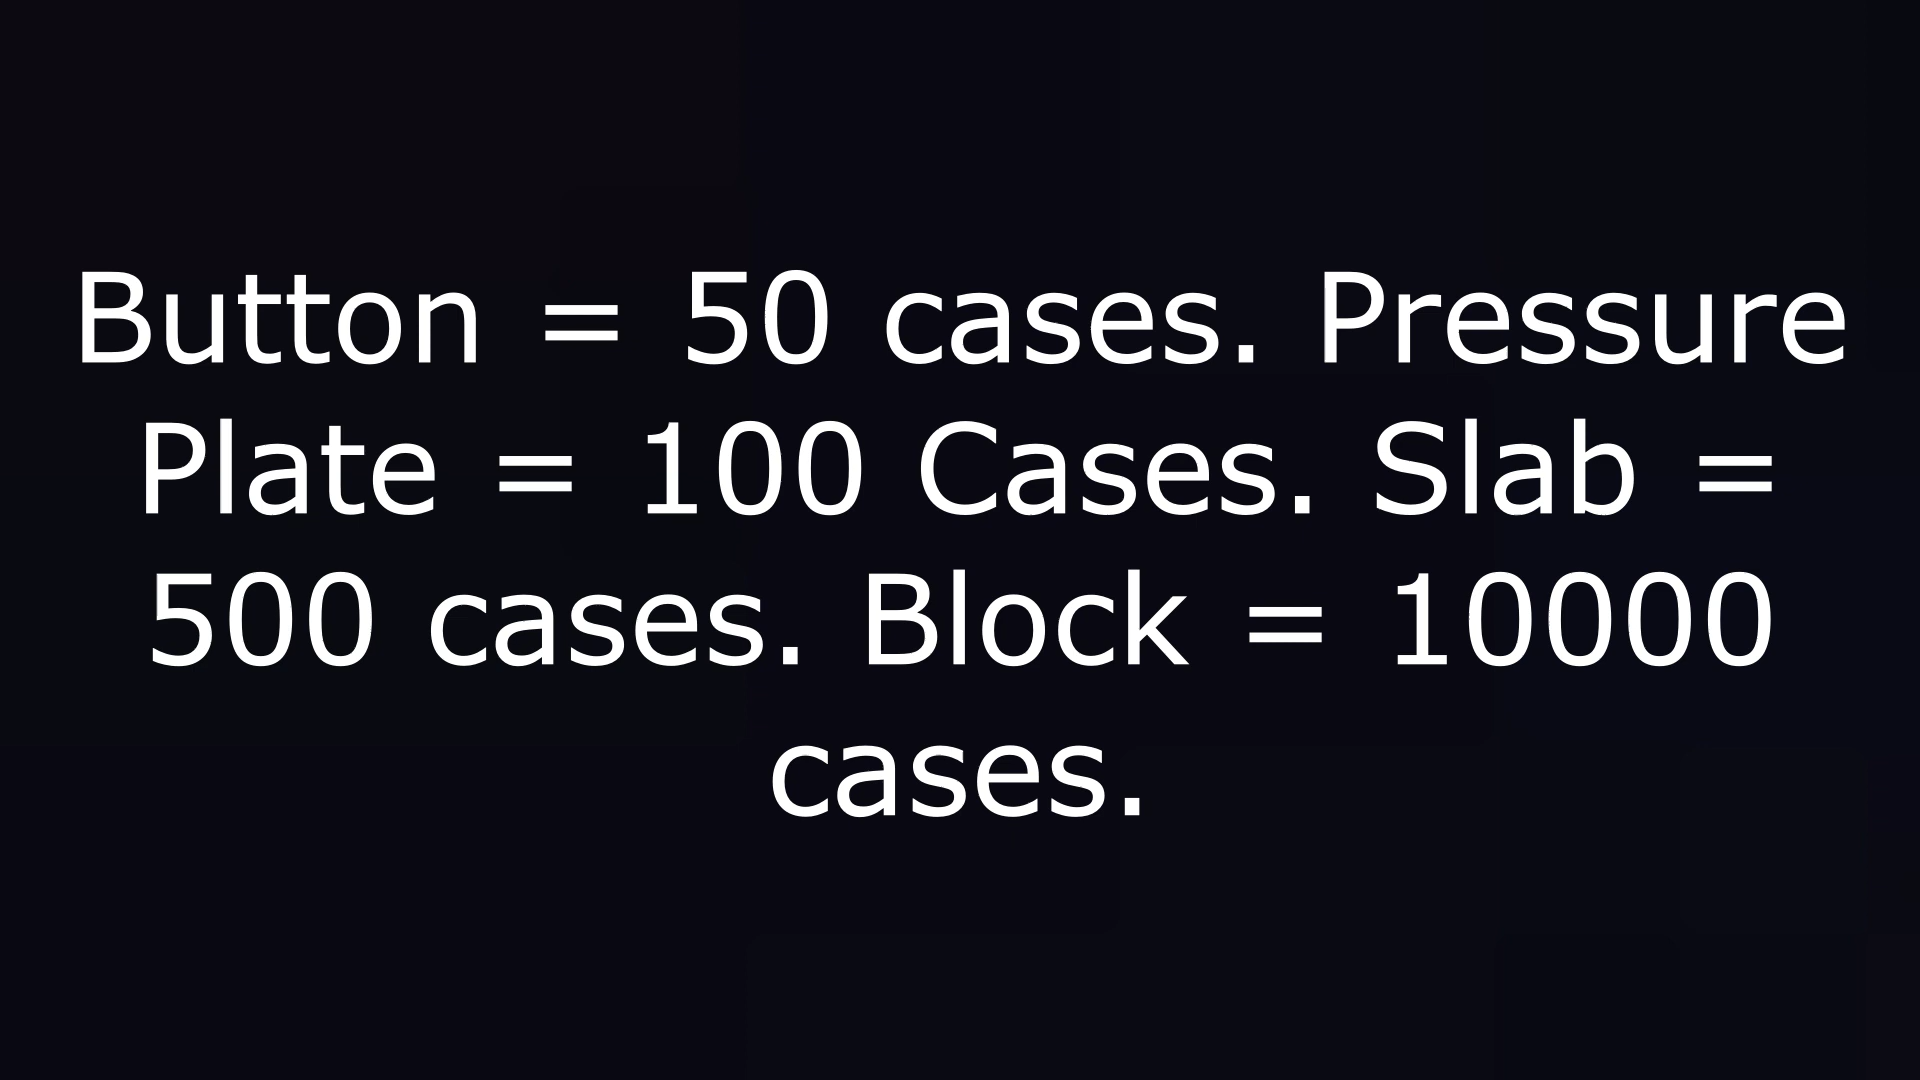 Button = 50 cases. Pressure
Plate = 100 Cases. Slab =
500 cases. Block = 10000
cases.